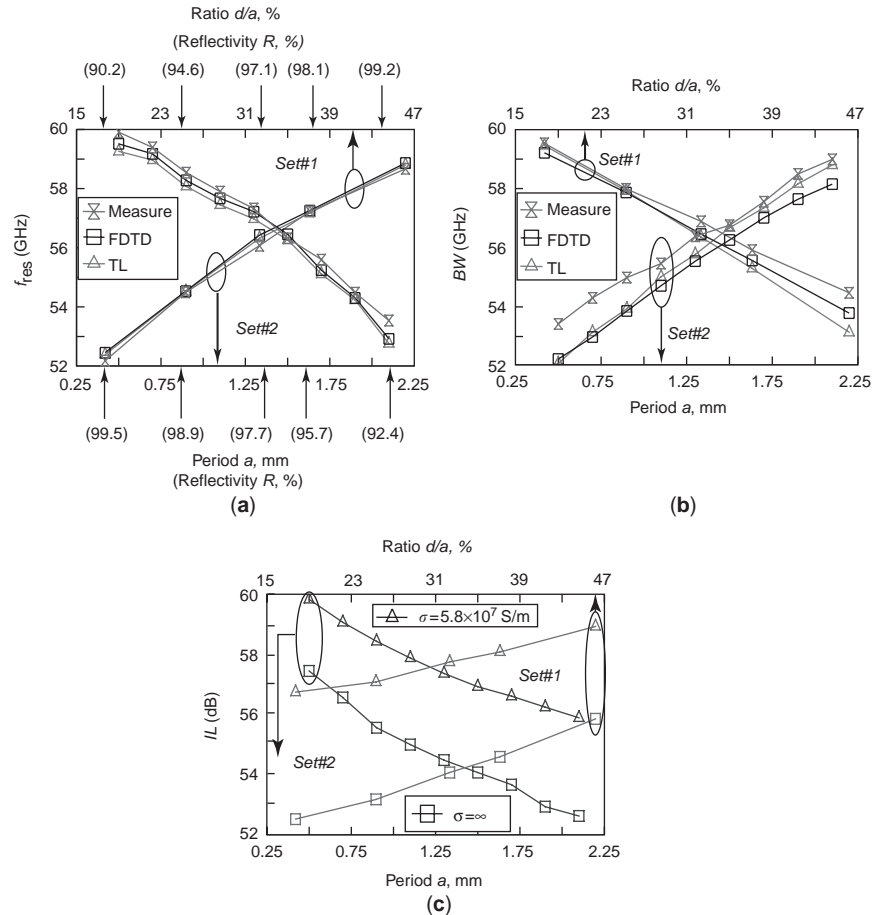 Ratio d/a, %
(Reflectivity R, %)
(90.2) (94.6) (97.1) (98.1) (99.2)
15 23 31 39 47
60
58
56
54
52
f_res (GHz)
Set#1
Measure
FDTD
TL
Set#2
0.25 0.75 1.25 1.75 2.25
(99.5) (98.9) (97.7) (95.7) (92.4)
Period a, mm
(Reflectivity R, %)
(a)
Ratio d/a, %
15 23 31 39 47
60
58
56
54
52
BW (GHz)
Set#1
Measure
FDTD
TL
Set#2
0.25 0.75 1.25 1.75 2.25
Period a, mm
(b)
Ratio d/a, %
15 23 31 39 47
60
58
56
54
52
IL (dB)
σ=5.8×10⁷ S/m
Set#1
Set#2
σ=∞
0.25 0.75 1.25 1.75 2.25
Period a, mm
(c)